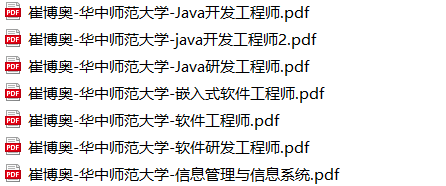 崔博奥-华中师范大学-Java开发工程师.pdf
崔博奥-华中师范大学-java开发工程师2.pdf
崔博奥-华中师范大学-Java研发工程师.pdf
崔博奥-华中师范大学-嵌入式软件工程师.pdf
崔博奥-华中师范大学-软件工程师.pdf
崔博奥-华中师范大学-软件研发工程师.pdf
崔博奥-华中师范大学-信息管理与信息系统.pdf